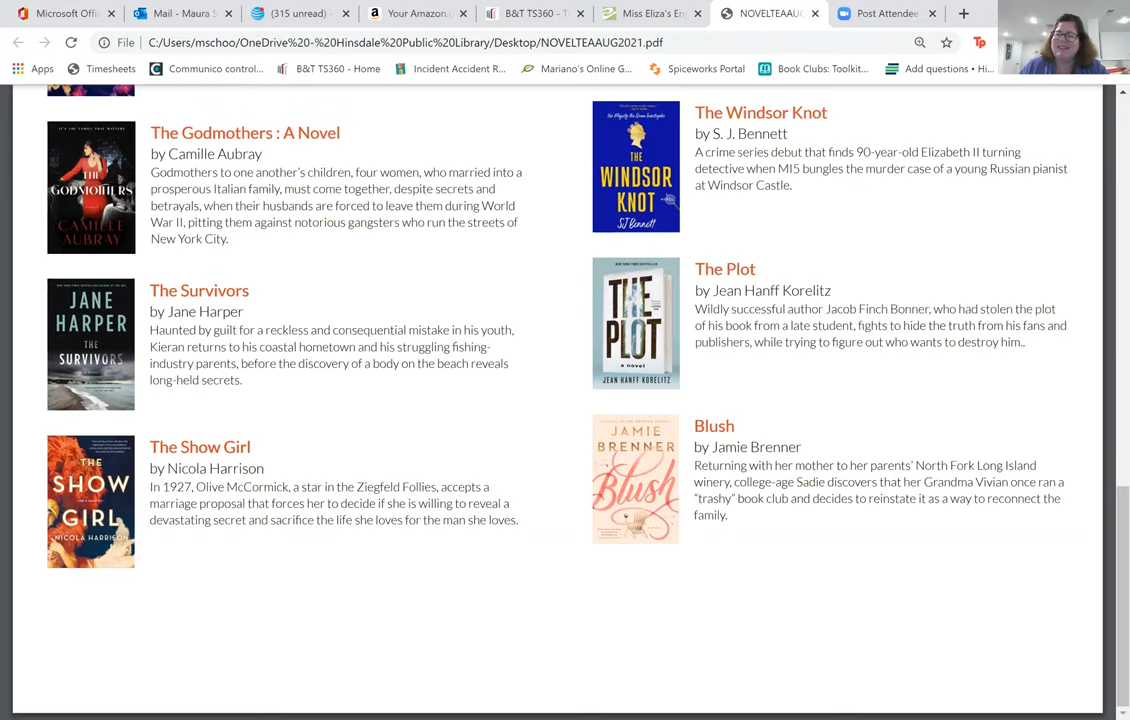 Microsoft Offi
Mail - Maura S
(315 unread) -
Your Amazon.
B&T TS360 - T
Miss Eliza's En
NOVELTEAAUG
Post Attendee
File
C:/Users/mschoo/OneDrive%20-%20Hinsdale%20Public%20Library/Desktop/NOVELTEAAUG2021.pdf
Tp
Apps
Timesheets
Communico control...
B&T TS360 - Home
Incident Accident R...
Mariano's Online G...
Spiceworks Portal
Book Clubs: Toolkit...
Add questions • Hi...
The Godmothers : A Novel
by Camille Aubray
Godmothers to one another's children, four women, who married into a
prosperous Italian family, must come together, despite secrets and
betrayals, when their husbands are forced to leave them during World
War II, pitting them against notorious gangsters who run the streets of
New York City.
IT'S THE FAMILY THAT MATTERS
THE
GODMOTHERS
CAMILLE
AUBRAY
The Survivors
by Jane Harper
Haunted by guilt for a reckless and consequential mistake in his youth,
Kieran returns to his coastal hometown and his struggling fishing-
industry parents, before the discovery of a body on the beach reveals
long-held secrets.
JANE
HARPER
THE
SURVIVORS
The Show Girl
by Nicola Harrison
In 1927, Olive McCormick, a star in the Ziegfeld Follies, accepts a
marriage proposal that forces her to decide if she is willing to reveal a
devastating secret and sacrifice the life she loves for the man she loves.
THE
SHOW
GIRL
NICOLA HARRISON
The Windsor Knot
by S. J. Bennett
A crime series debut that finds 90-year-old Elizabeth II turning
detective when MI5 bungles the murder case of a young Russian pianist
at Windsor Castle.
Her Majesty the Queen Investigates
THE
WINDSOR
KNOT
SJ Bennett
The Plot
by Jean Hanff Korelitz
Wildly successful author Jacob Finch Bonner, who had stolen the plot
of his book from a late student, fights to hide the truth from his fans and
publishers, while trying to figure out who wants to destroy him..
THE
PLOT
a novel
JEAN HANFF KORELITZ
Blush
by Jamie Brenner
Returning with her mother to her parents' North Fork Long Island
winery, college-age Sadie discovers that her Grandma Vivian once ran a
"trashy" book club and decides to reinstate it as a way to reconnect the
family.
JAMIE
BRENNER
Blush